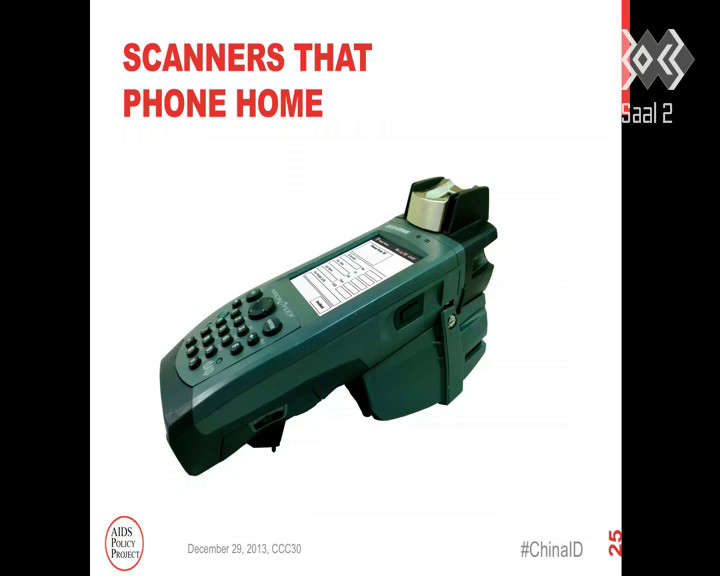 SCANNERS THAT
PHONE HOME
Saal 2
AIDS
POLICY
PROJECT
December 29, 2013, CCC30
#ChinaID
25